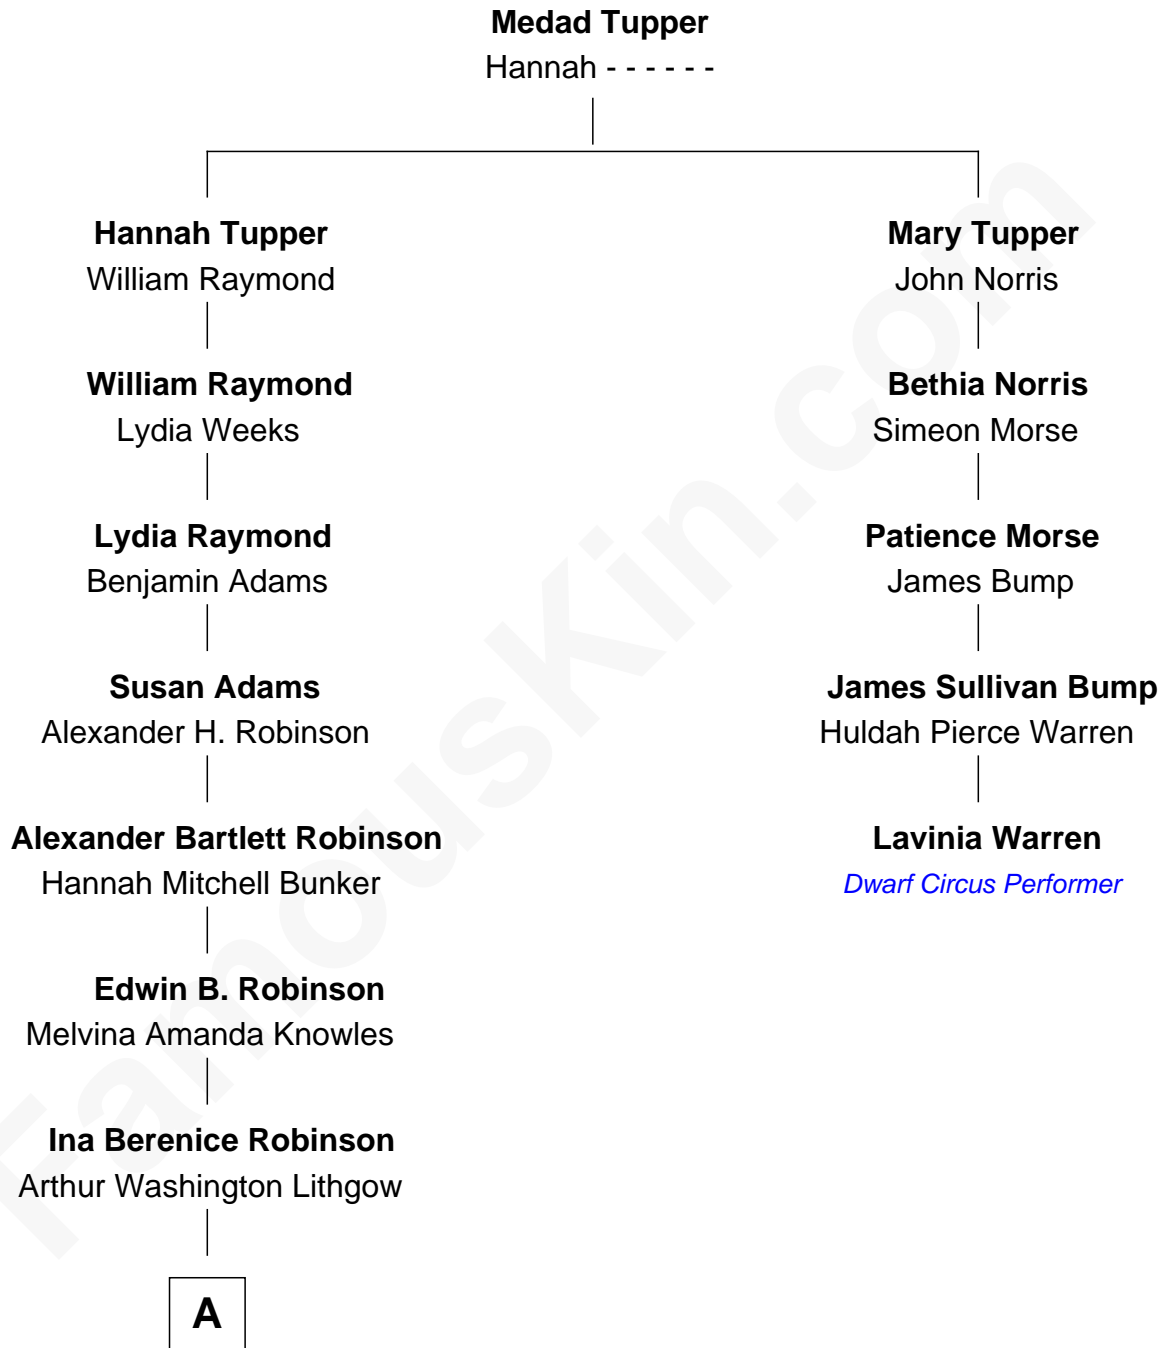 Medad Tupper
Hannah - - - - - -
Hannah Tupper
William Raymond
Mary Tupper
John Norris
William Raymond
Lydia Weeks
Bethia Norris
Simeon Morse
Lydia Raymond
Benjamin Adams
Patience Morse
James Bump
Susan Adams
Alexander H. Robinson
James Sullivan Bump
Huldah Pierce Warren
Alexander Bartlett Robinson
Hannah Mitchell Bunker
Lavinia Warren
Dwarf Circus Performer
Edwin B. Robinson
Melvina Amanda Knowles
Ina Berenice Robinson
Arthur Washington Lithgow
A
FamousKin.com